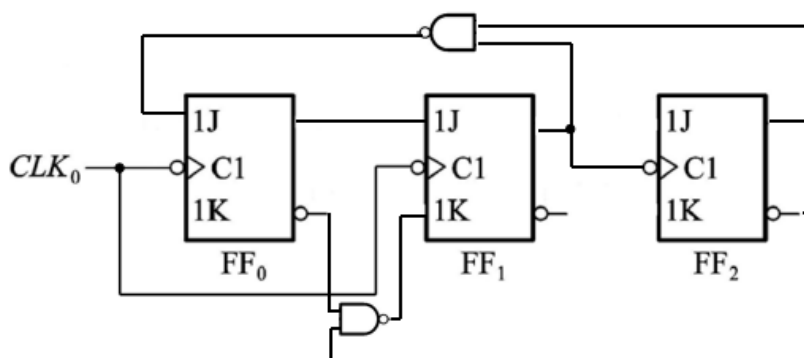 1J 1J 1J
CLK₀ C1 C1 C1
1K 1K 1K
FF₀ FF₁ FF₂